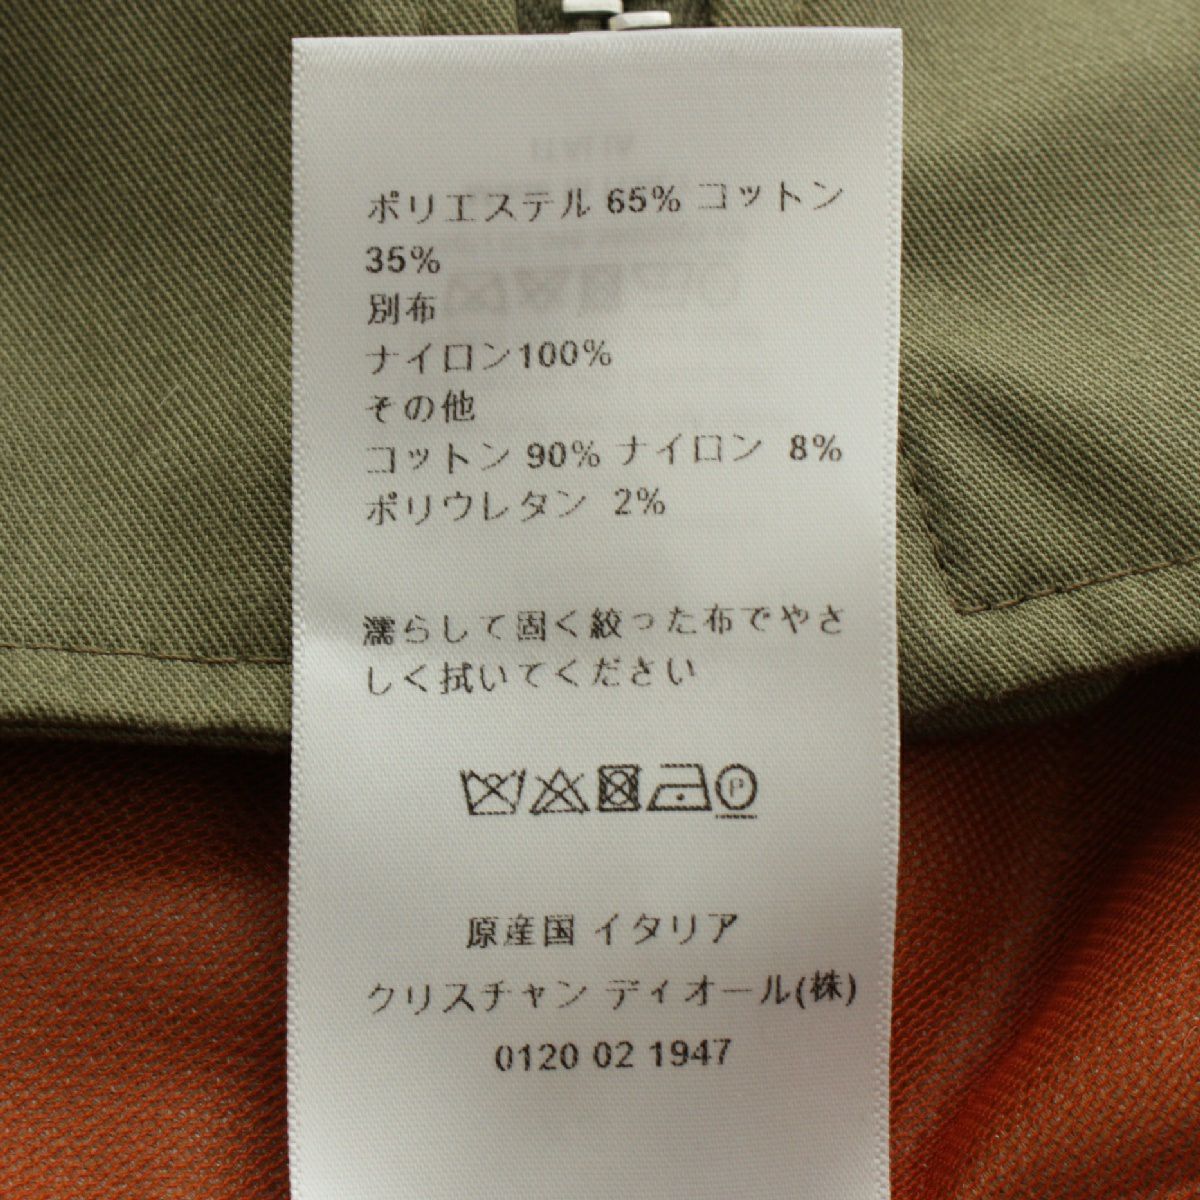 ポリエステル 65% コットン
35%
別布
ナイロン100%
その他
コットン 90% ナイロン 8%
ポリウレタン 2%
濡らして固く絞った布でやさ
しく拭いてください
P
原産国 イタリア
クリスチャン ディオール(株)
0120 02 1947